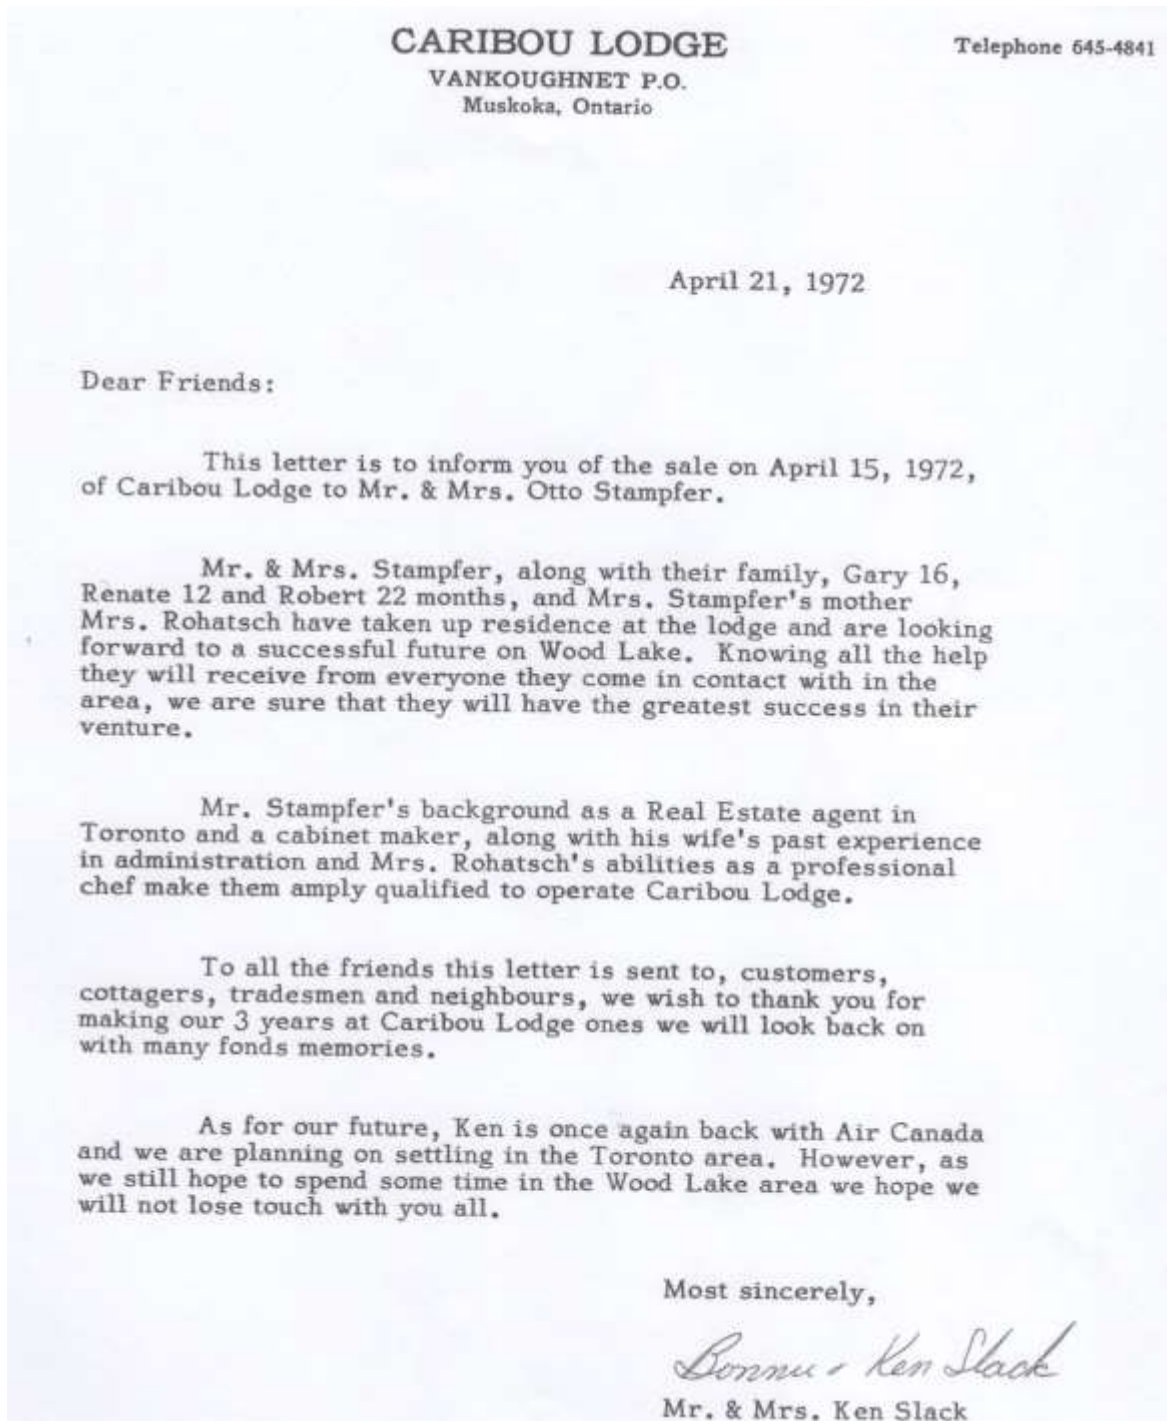 CARIBOU LODGE
Telephone 645-4841
VANKOUGHNET P.O.
Muskoka, Ontario
April 21, 1972
Dear Friends:
This letter is to inform you of the sale on April 15, 1972,
of Caribou Lodge to Mr. & Mrs. Otto Stampfer.
Mr. & Mrs. Stampfer, along with their family, Gary 16,
Renate 12 and Robert 22 months, and Mrs. Stampfer's mother
Mrs. Rohatsch have taken up residence at the lodge and are looking
forward to a successful future on Wood Lake. Knowing all the help
they will receive from everyone they come in contact with in the
area, we are sure that they will have the greatest success in their
venture.
Mr. Stampfer's background as a Real Estate agent in
Toronto and a cabinet maker, along with his wife's past experience
in administration and Mrs. Rohatsch's abilities as a professional
chef make them amply qualified to operate Caribou Lodge.
To all the friends this letter is sent to, customers,
cottagers, tradesmen and neighbours, we wish to thank you for
making our 3 years at Caribou Lodge ones we will look back on
with many fonds memories.
As for our future, Ken is once again back with Air Canada
and we are planning on settling in the Toronto area. However, as
we still hope to spend some time in the Wood Lake area we hope we
will not lose touch with you all.
Most sincerely,
Bonnie & Ken Slack
Mr. & Mrs. Ken Slack